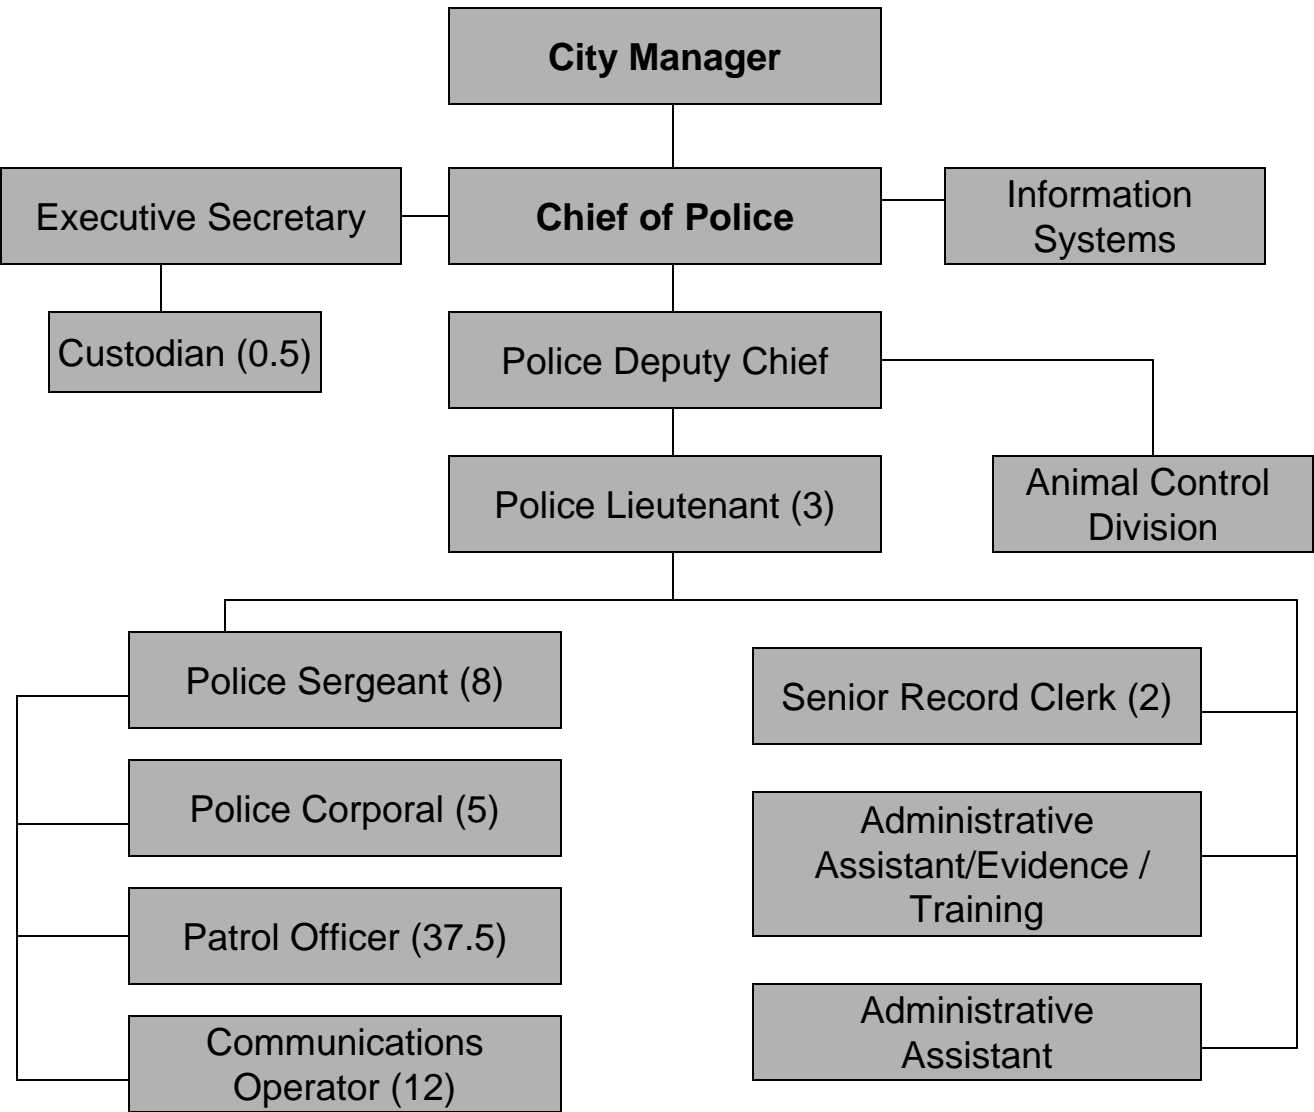 City Manager
Executive Secretary
Chief of Police
Information
Systems
Custodian (0.5)
Police Deputy Chief
Police Lieutenant (3)
Animal Control
Division
Police Sergeant (8)
Police Corporal (5)
Patrol Officer (37.5)
Communications
Operator (12)
Senior Record Clerk (2)
Administrative
Assistant/Evidence /
Training
Administrative
Assistant